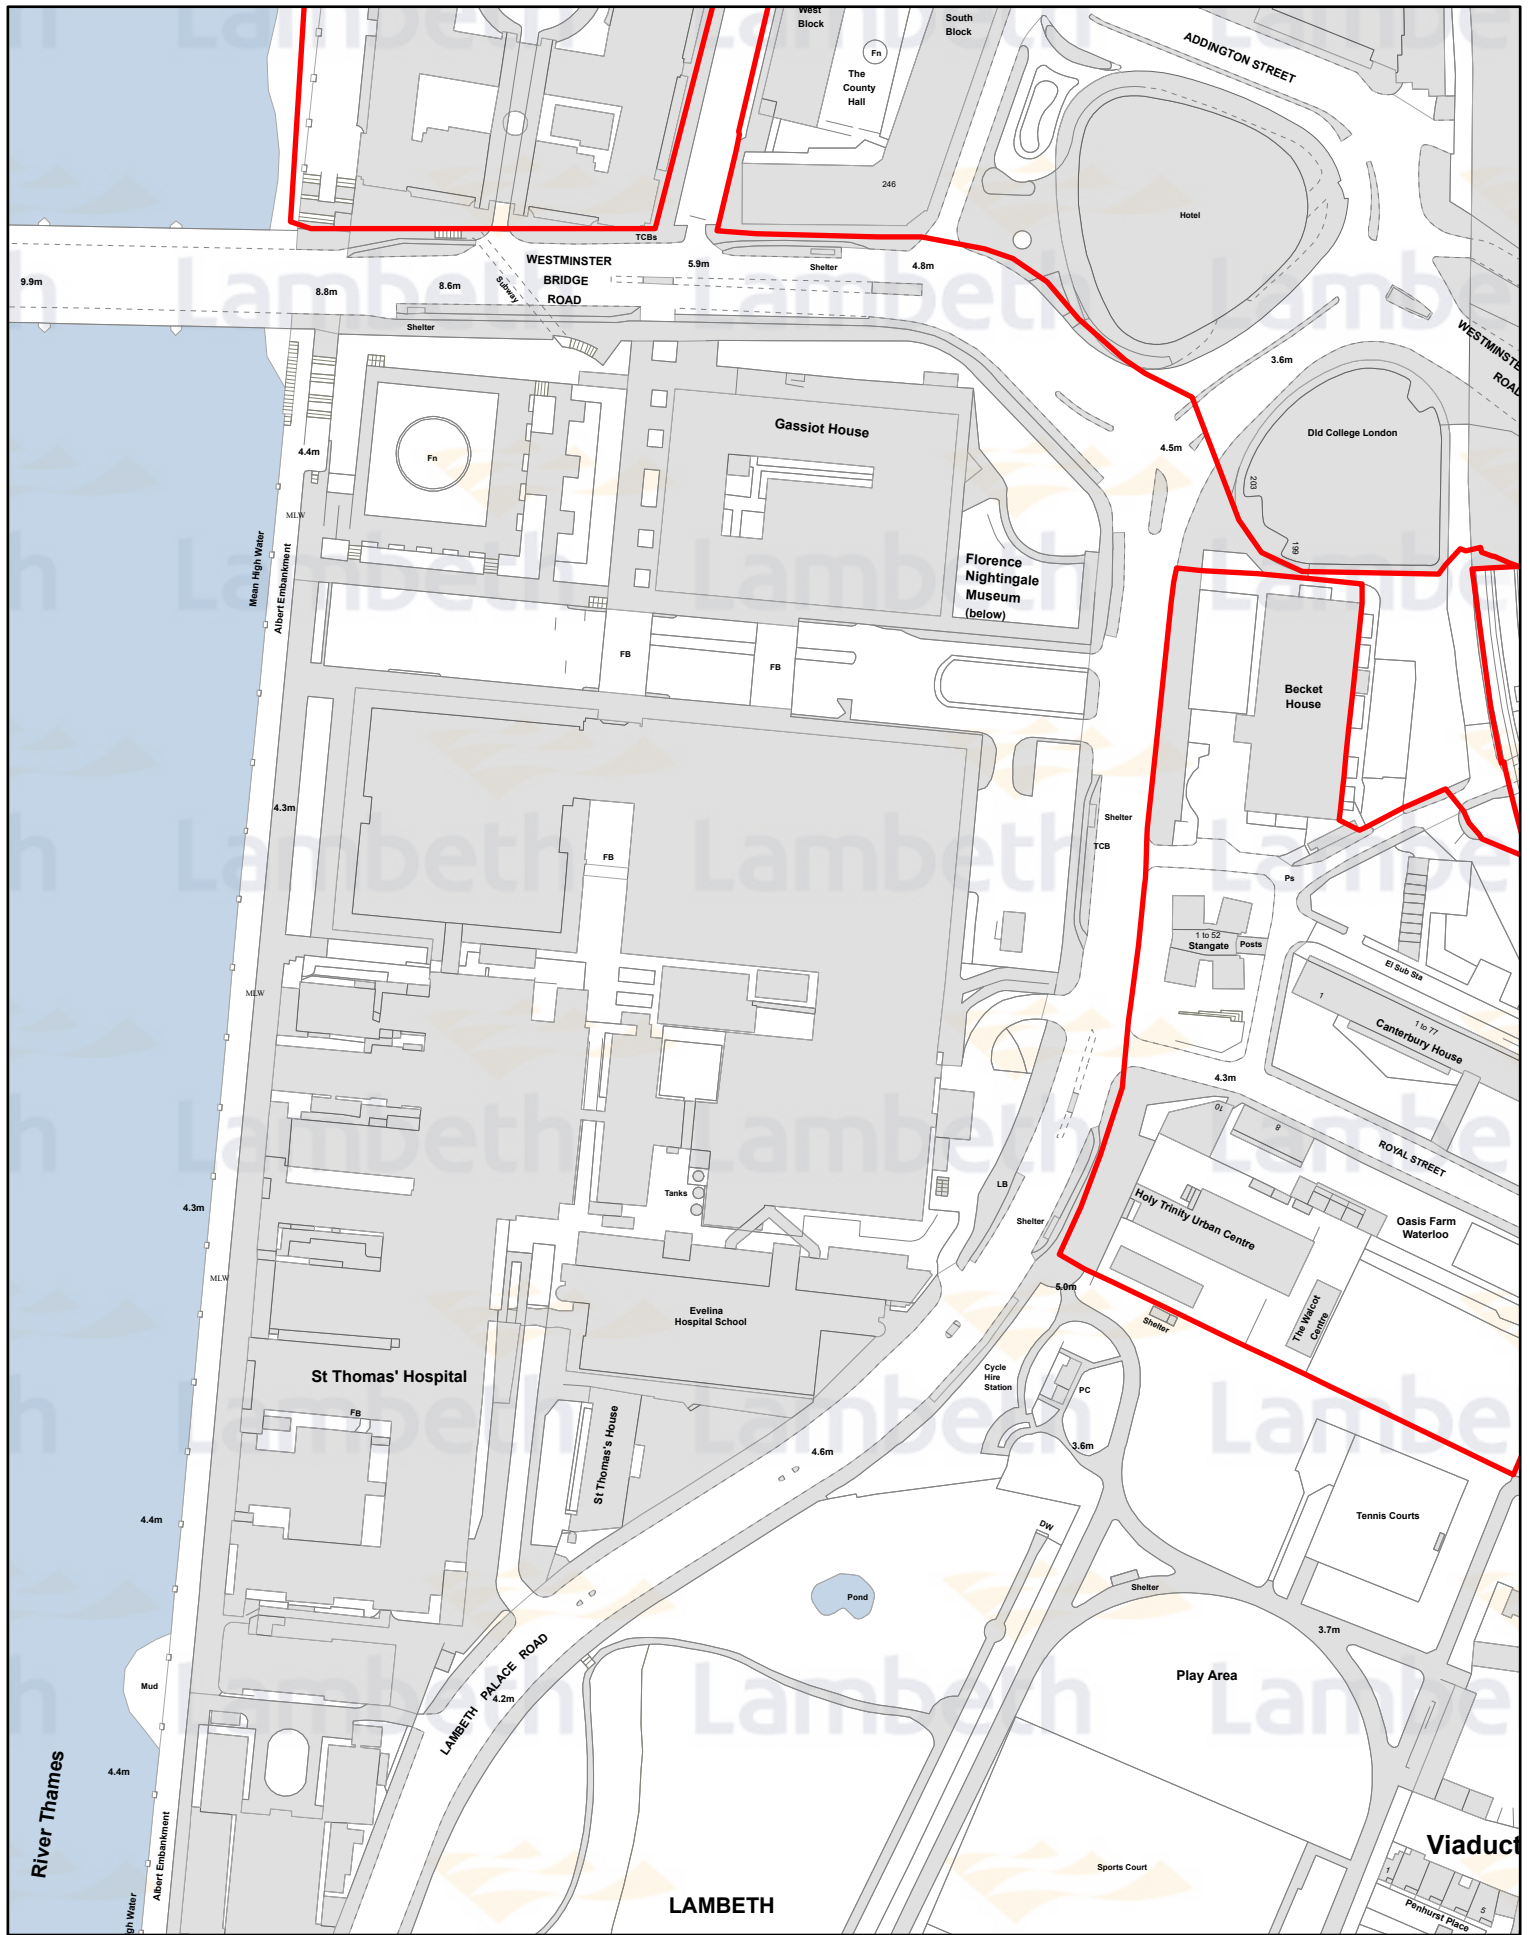 West
Block
South
Block
Fn
The
County
Hall
ADDINGTON STREET
246
Hotel
TCBs
WESTMINSTER
BRIDGE
ROAD
5.9m
Shelter
4.8m
9.9m
8.8m
8.6m
Subway
Shelter
WESTMINSTE
ROAD
3.6m
Gassiot House
Dld College London
4.5m
4.4m
Fn
203
199
MLW
Mean High Water
Albert Embankment
Florence
Nightingale
Museum
(below)
FB
FB
Becket
House
4.3m
Shelter
TCB
FB
Ps
1 to 52
Stangate
Posts
El Sub Sta
MLW
1
1 to 77
Canterbury House
4.3m
10
8
ROYAL STREET
Tanks
LB
4.3m
Shelter
Holy Trinity Urban Centre
Oasis Farm
Waterloo
MLW
5.0m
Evelina
Hospital School
Shelter
The Walcot
Centre
St Thomas' Hospital
Cycle
Hire
Station
PC
FB
St Thomas's House
4.6m
3.6m
4.4m
DW
Tennis Courts
Shelter
Pond
3.7m
Mud
LAMBETH PALACE ROAD
4.2m
Play Area
4.4m
River Thames
Albert Embankment
gh Water
Viaduct
Sports Court
LAMBETH
1
5
Penhurst Place
Lambeth